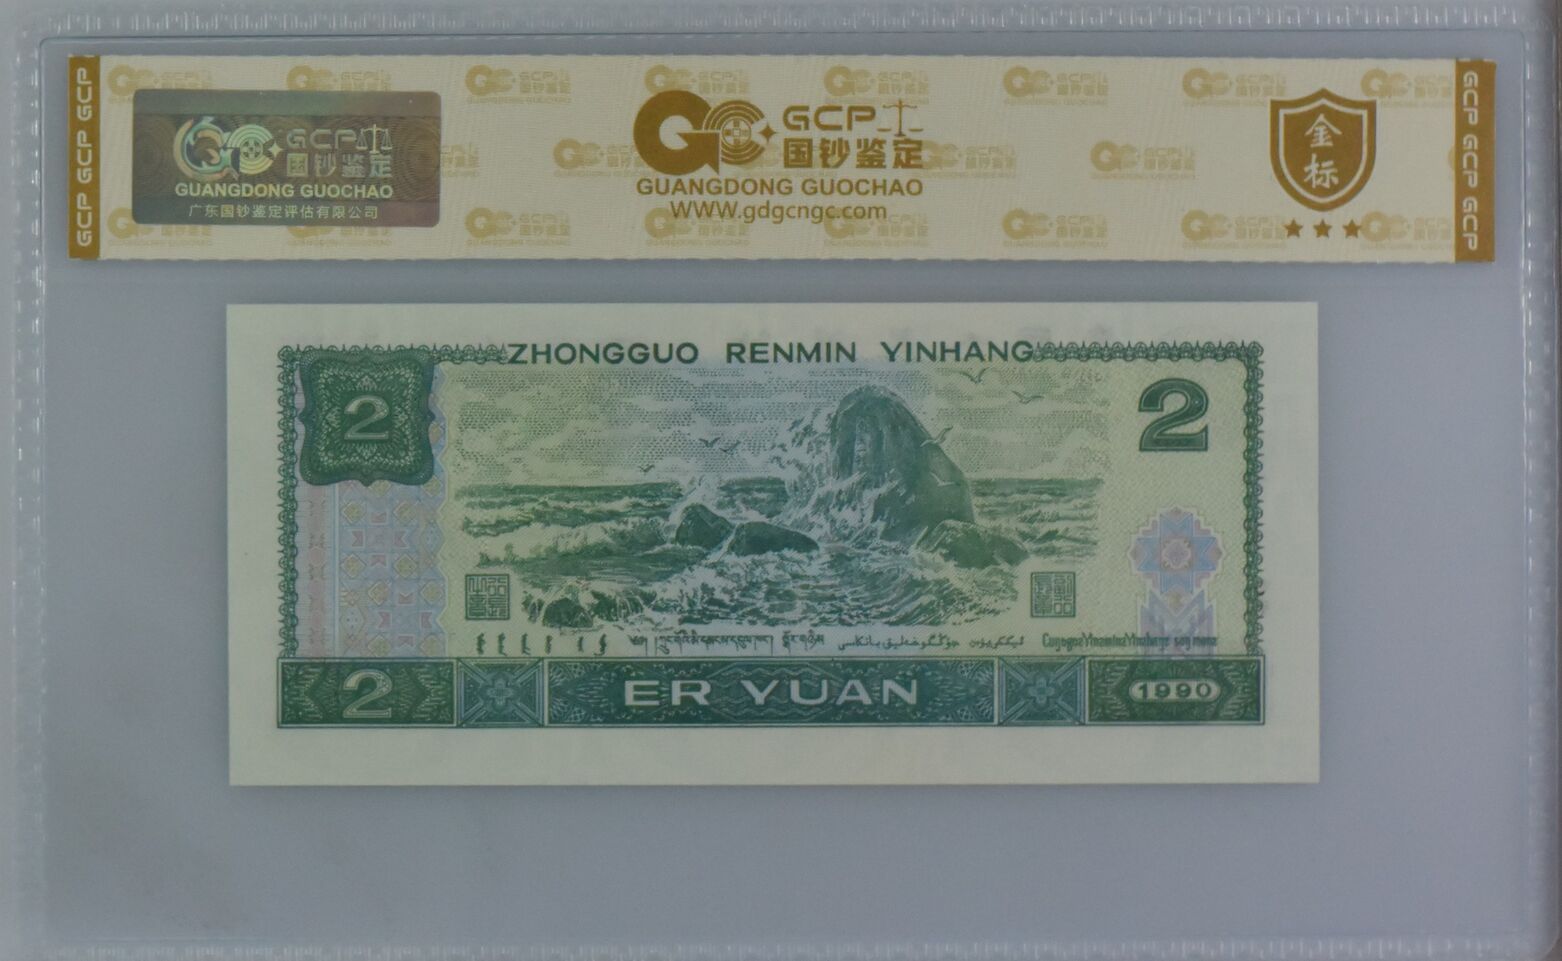 GCP GCP GCP
GCP
国钞鉴定
GUANGDONG GUOCHAO
广东国钞鉴定评估有限公司
GCP
国钞鉴定
GUANGDONG GUOCHAO
WWW.gdgcngc.com
金标
GCP GCP GCP
ZHONGGUO RENMIN YINHANG
2
2
2
ER YUAN
1990